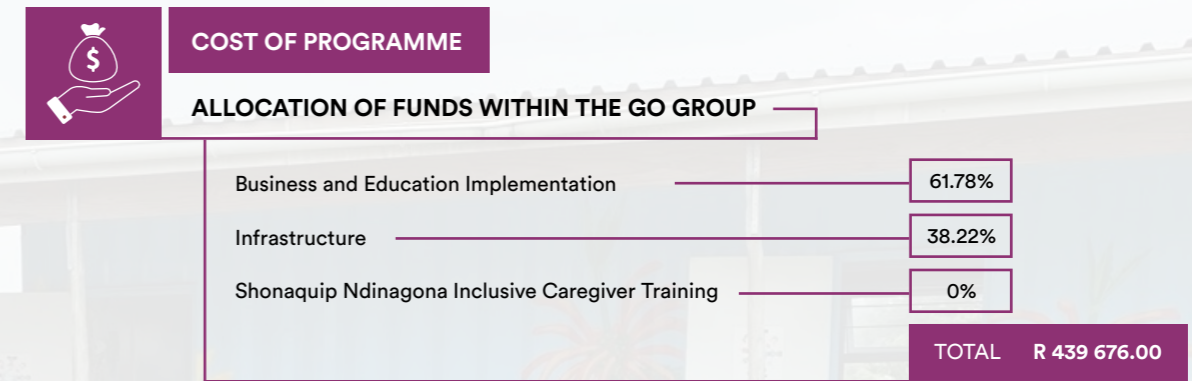 $
COST OF PROGRAMME
ALLOCATION OF FUNDS WITHIN THE GO GROUP
Business and Education Implementation 61.78%
Infrastructure 38.22%
Shonaquip Ndinagona Inclusive Caregiver Training 0%
TOTAL R 439 676.00